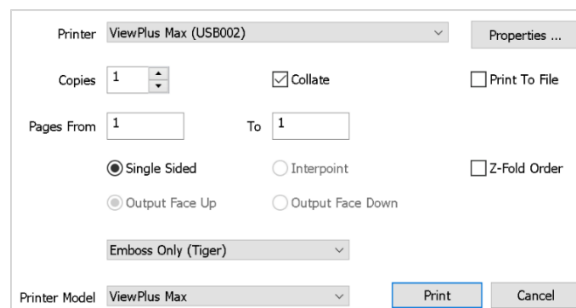 Printer ViewPlus Max (USB002) Properties ...
Copies 1 Collate Print To File
Pages From 1 To 1
Single Sided Interpoint Z-Fold Order
Output Face Up Output Face Down
Emboss Only (Tiger)
Printer Model ViewPlus Max Print Cancel